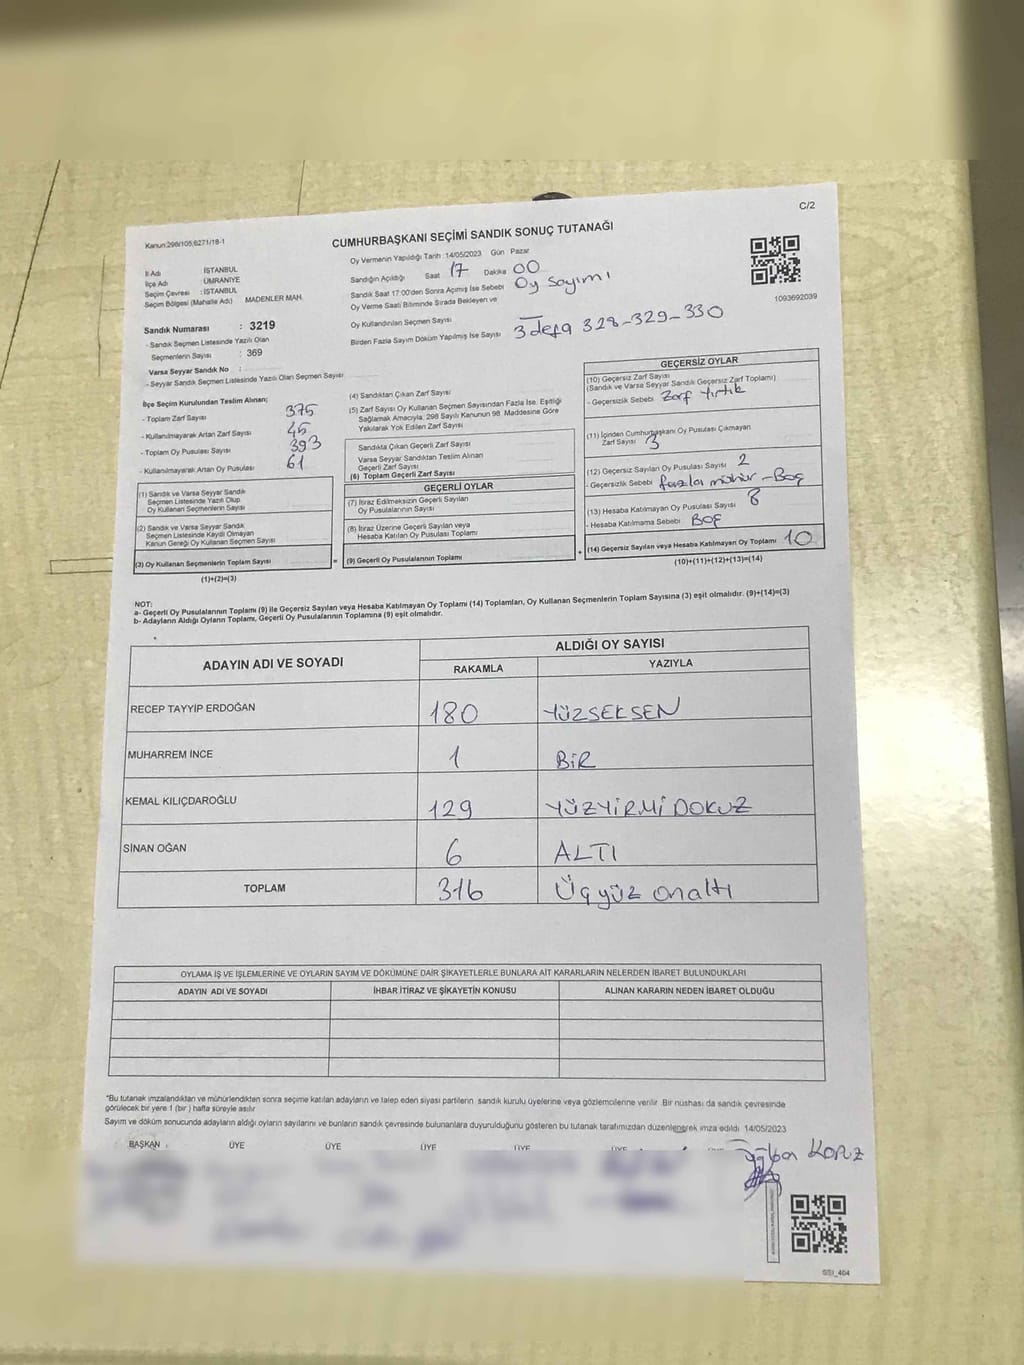 C/2
Kanun:298/105;6271/18-1
CUMHURBAŞKANI SEÇİMİ SANDIK SONUÇ TUTANAĞI
İl Adı : İSTANBUL
İlçe Adı : ÜMRANİYE
Seçim Çevresi : İSTANBUL
Seçim Bölgesi (Mahalle Adı) MADENLER MAH.
Sandık Numarası : 3219
- Sandık Seçmen Listesinde Yazılı Olan
Seçmenlerin Sayısı : 369
Varsa Seyyar Sandık No :
- Seyyar Sandık Seçmen Listesinde Yazılı Olan Seçmen Sayısı
Oy Vermenin Yapıldığı Tarih :14/05/2023 Gün Pazar
Sandığın Açıldığı Saat 17 Dakika 00
Sandık Saat 17:00'den Sonra Açımış İse Sebebi Oy Sayımı
Oy Verme Saati Bitiminde Sırada Bekleyen ve
Oy Kullandırılan Seçmen Sayısı
Birden Fazla Sayım Döküm Yapılmış İse Sayısı 3 defa 328-329-330
1093692039
İlçe Seçim Kurulundan Teslim Alınan;
- Toplam Zarf Sayısı 375
- Kullanılmayarak Artan Zarf Sayısı 45
- Toplam Oy Pusulası Sayısı 393
- Kullanılmayarak Artan Oy Pusulası 61
(1) Sandık ve Varsa Seyyar Sandık
Seçmen Listesinde Yazılı Olup
Oy Kullanan Seçmenlerin Sayısı
(2) Sandık ve Varsa Seyyar Sandık
Seçmen Listesinde Kayıtlı Olmayan
Kanun Gereği Oy Kullanan Seçmen Sayısı
(3) Oy Kullanan Seçmenlerin Toplam Sayısı
(1)+(2)=(3)
(4) Sandıktan Çıkan Zarf Sayısı
(5) Zarf Sayısı Oy Kullanan Seçmen Sayısından Fazla İse, Eşitliği
Sağlamak Amacıyla, 298 Sayılı Kanunun 98. Maddesine Göre
Yakılarak Yok Edilen Zarf Sayısı
Sandıkta Çıkan Geçerli Zarf Sayısı
Varsa Seyyar Sandıktan Teslim Alınan
Geçerli Zarf Sayısı
(6) Toplam Geçerli Zarf Sayısı
GEÇERLİ OYLAR
(7) İtiraz Edilmeksizin Geçerli Sayılan
Oy Pusulalarının Sayısı
(8) İtiraz Üzerine Geçerli Sayılan veya
Hesaba Katılan Oy Pusulası Toplamı
= (9) Geçerli Oy Pusulalarının Toplamı +
GEÇERSİZ OYLAR
(10) Geçersiz Zarf Sayısı
(Sandık ve Varsa Seyyar Sandık Geçersiz Zarf Toplamı)
- Geçersizlik Sebebi Zarf Yırtık
(11) İçinden Cumhurbaşkanı Oy Pusulası Çıkmayan
Zarf Sayısı 3
(12) Geçersiz Sayılan Oy Pusulası Sayısı 2
- Geçersizlik Sebebi fazla mühür - Boş
(13) Hesaba Katılmayan Oy Pusulası Sayısı 8
- Hesaba Katılmama Sebebi Boş
(14) Geçersiz Sayılan veya Hesaba Katılmayan Oy Toplamı 10
(10)+(11)+(12)+(13)=(14)
NOT:
a- Geçerli Oy Pusulalarının Toplamı (9) ile Geçersiz Sayılan veya Hesaba Katılmayan Oy Toplamı (14) Toplamları, Oy Kullanan Seçmenlerin Toplam Sayısına (3) eşit olmalıdır. (9)+(14)=(3)
b- Adayların Aldığı Oyların Toplamı, Geçerli Oy Pusulalarının Toplamına (9) eşit olmalıdır.
ADAYIN ADI VE SOYADI
ALDIĞI OY SAYISI
RAKAMLA YAZIYLA
RECEP TAYYİP ERDOĞAN 180 YÜZSEKSEN
MUHARREM İNCE 1 BİR
KEMAL KILIÇDAROĞLU 129 YÜZYİRMİ DOKUZ
SİNAN OĞAN 6 ALTI
TOPLAM 316 Üçyüz onaltı
OYLAMA İŞ VE İŞLEMLERİNE VE OYLARIN SAYIM VE DÖKÜMÜNE DAİR ŞİKAYETLERLE BUNLARA AİT KARARLARIN NELERDEN İBARET BULUNDUKLARI
ADAYIN ADI VE SOYADI İHBAR İTİRAZ VE ŞİKAYETİN KONUSU ALINAN KARARIN NEDEN İBARET OLDUĞU
*Bu tutanak imzalandıktan ve mühürlendikten sonra seçime katılan adayların ve talep eden siyasi partilerin sandık kurulu üyelerine veya gözlemcilerine verilir. Bir nüshası da sandık çevresinde
görülecek bir yere 1 (bir) hafta süreyle asılır.
Sayım ve döküm sonucunda adayların aldığı oyların sayılarını ve bunların sandık çevresinde bulunanlara duyurulduğunu gösteren bu tutanak tarafımızdan düzenlenerek imza edildi. 14/05/2023
BAŞKAN ÜYE ÜYE ÜYE ÜYE ÜYE
KOPUZ